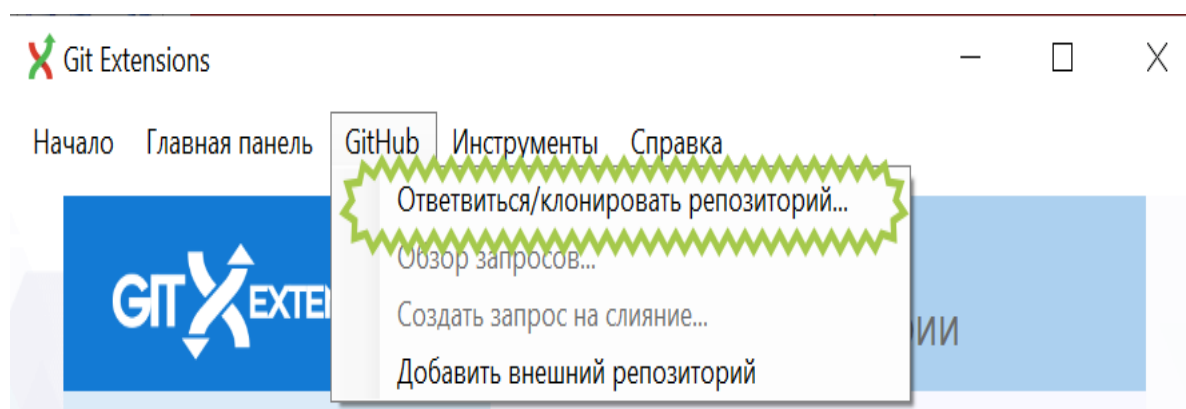 Git Extensions
Начало Главная панель GitHub Инструменты Справка
Ответвиться/клонировать репозиторий...
Обзор запросов...
GIT EXTE
Создать запрос на слияние...
ии
Добавить внешний репозиторий